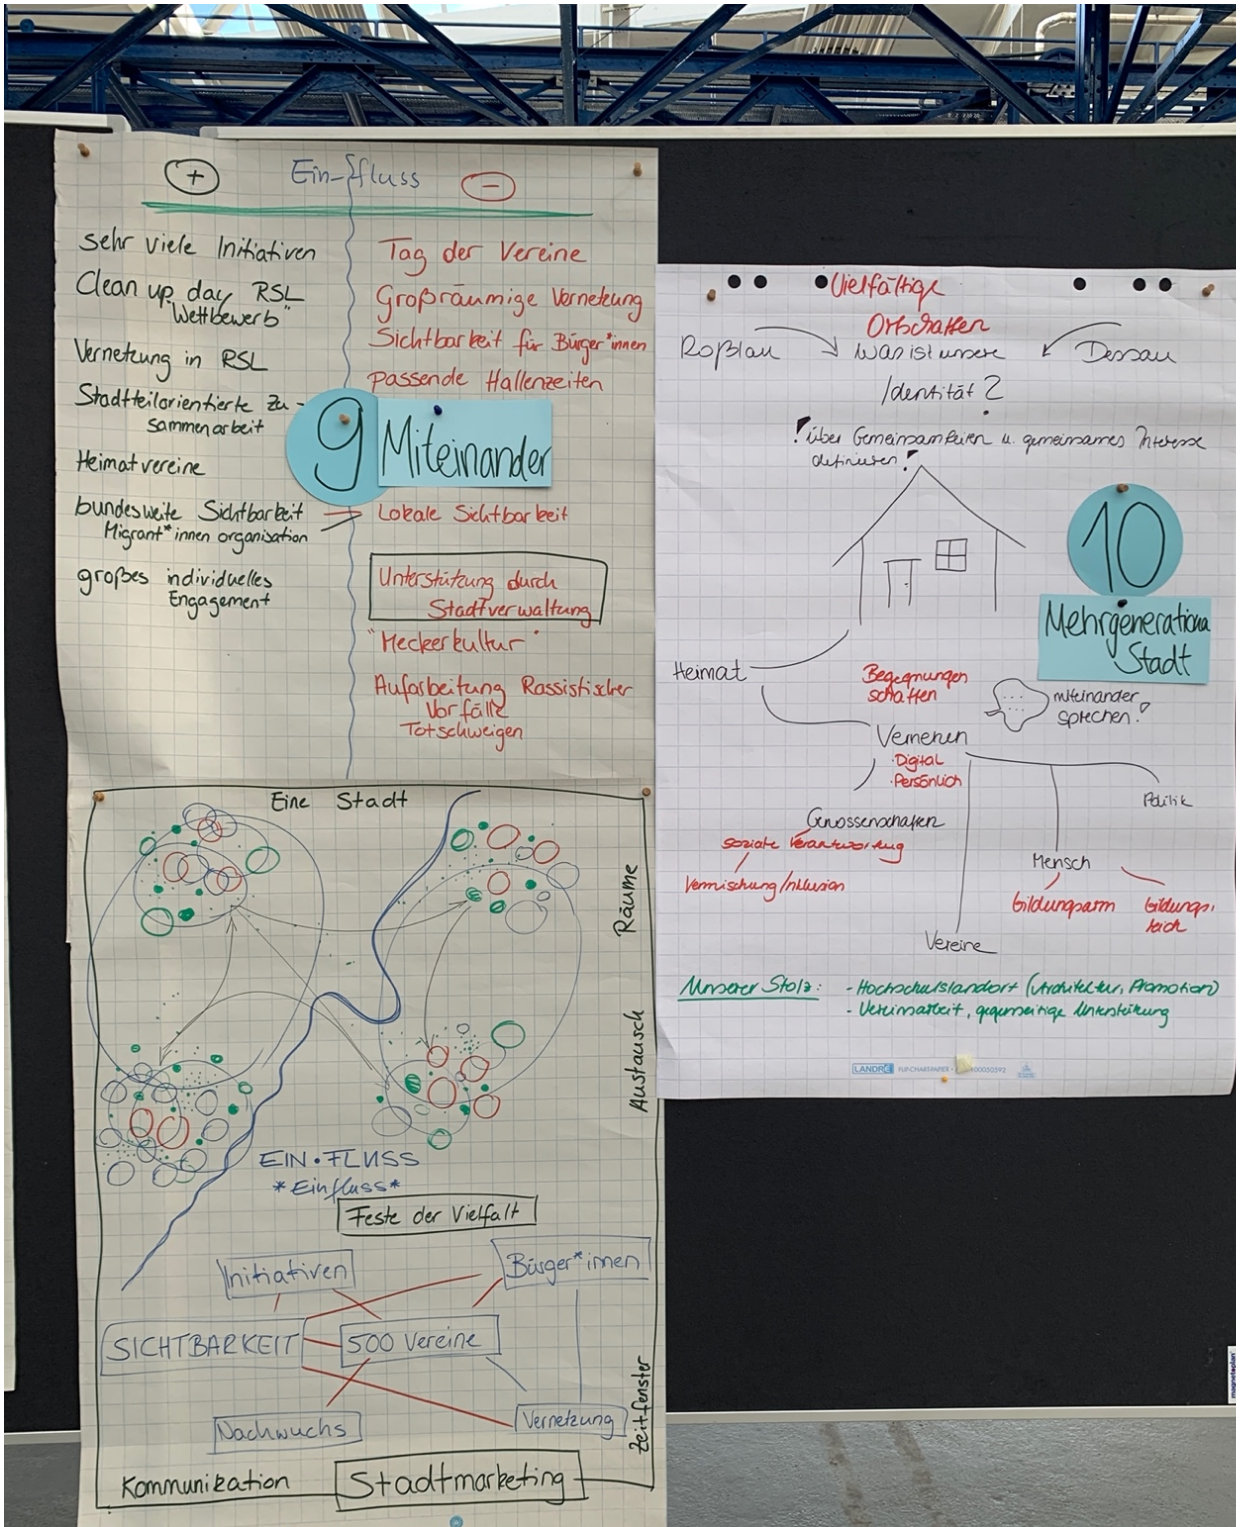 + Ein-fluss -
sehr viele Initiativen
Clean up day RSL
"Wettbewerb"
Vernetzung in RSL
Stadtteilorientierte Zu-
sammenarbeit
Heimatvereine
bundesweite Sichtbarkeit
Migrant*innen organisation
großes individuelles
Engagement
Tag der Vereine
Großräumige Vernetzung
Sichtbarkeit für Bürger*innen
passende Hallenzeiten
9 Miteinander
Lokale Sichtbarkeit
Unterstützung durch
Stadtverwaltung
"Meckerkultur"
Aufarbeitung Rassistischer
Vorfälle
Totschweigen
Eine Stadt
Räume
Austausch
Zeitfenster
EIN•FLUSS
*Einfluss*
Feste der Vielfalt
Initiativen
Bürger*innen
SICHTBARKEIT
500 Vereine
Nachwuchs
Vernetzung
Kommunikation
Stadtmarketing
Vielfältige
Ortschaften
Roßlau
Was ist unsere
Dessau
Identität?
! über Gemeinsamkeiten u. gemeinsames Interesse
definieren!
10
Mehrgenerationa
Stadt
Heimat
Begegnungen
schaffen
miteinander
sprechen!
Vernetzen
·Digital
·Persönlich
Politik
Genossenschaften
soziale Verantwortung
Vermischung/Inklusion
Mensch
Bildungsarm
Bildungs-
reich
Vereine
Unserer Stolz:
- Hochschulstandort (Architektur, Promotion)
- Vereinsarbeit, gegenseitige Unterstützung
LANDRÉ
magnetoplan